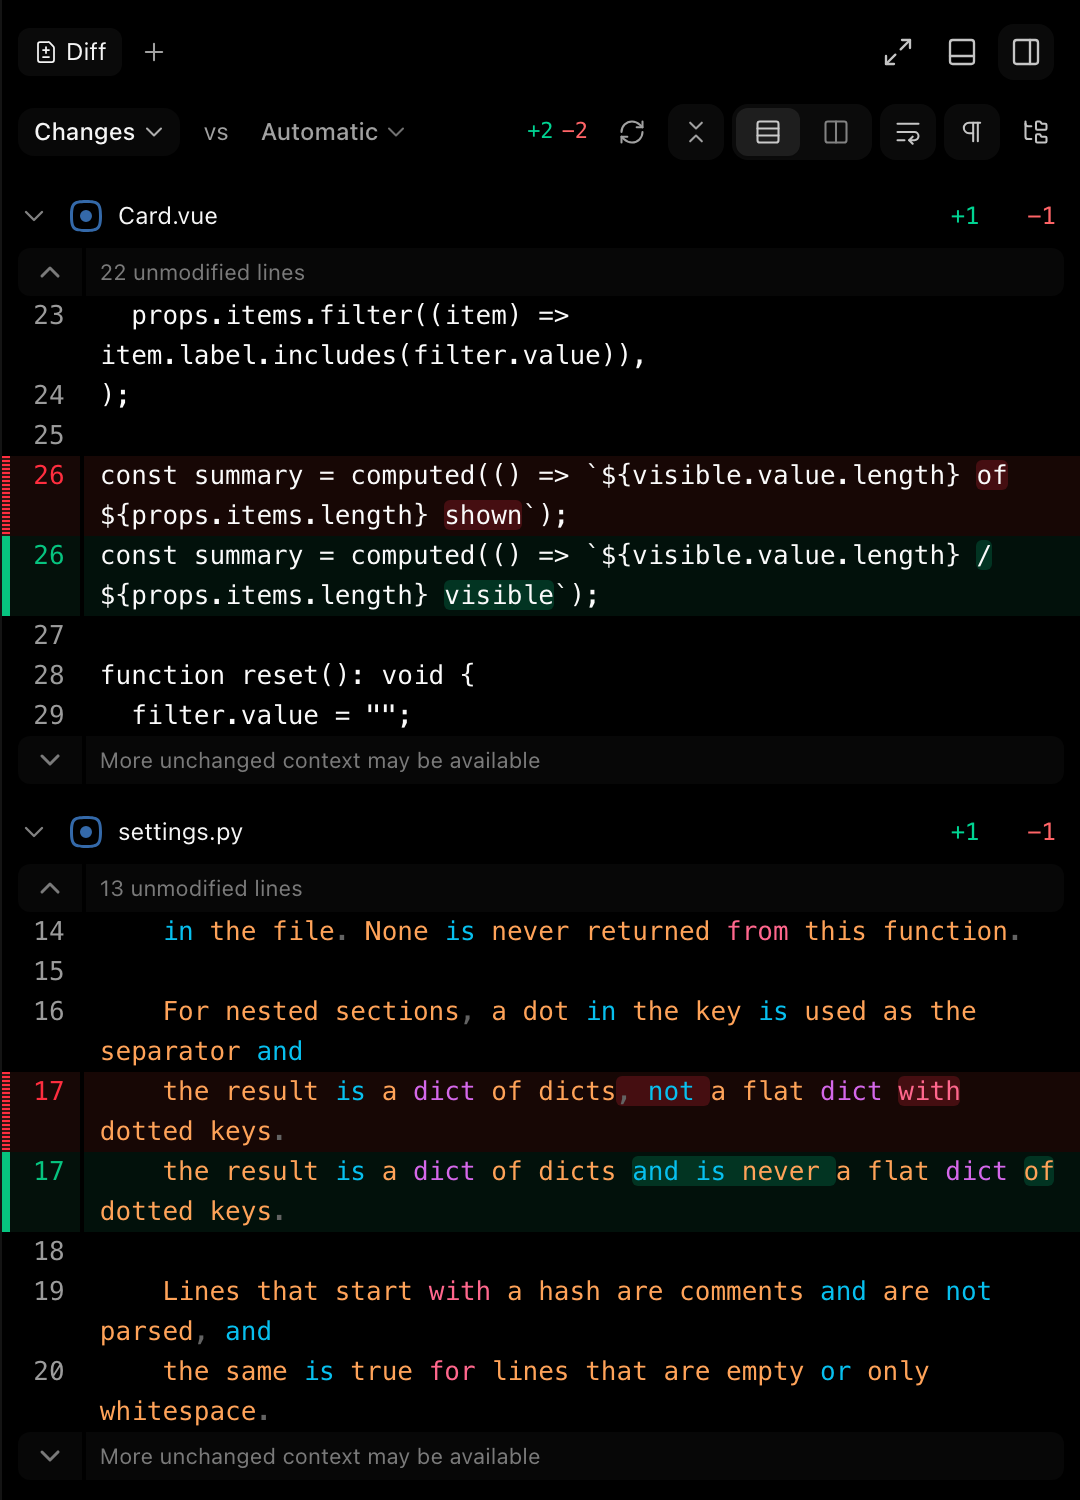 Diff
Changes vs Automatic +2 −2
Card.vue +1 −1
22 unmodified lines
23   props.items.filter((item) =>
item.label.includes(filter.value)),
24 );
25
26 const summary = computed(() => `${visible.value.length} of
${props.items.length} shown`);
26 const summary = computed(() => `${visible.value.length} /
${props.items.length} visible`);
27
28 function reset(): void {
29   filter.value = "";
More unchanged context may be available
settings.py +1 −1
13 unmodified lines
14     in the file. None is never returned from this function.
15
16     For nested sections, a dot in the key is used as the
separator and
17     the result is a dict of dicts, not a flat dict with
dotted keys.
17     the result is a dict of dicts and is never a flat dict of
dotted keys.
18
19     Lines that start with a hash are comments and are not
parsed, and
20     the same is true for lines that are empty or only
whitespace.
More unchanged context may be available